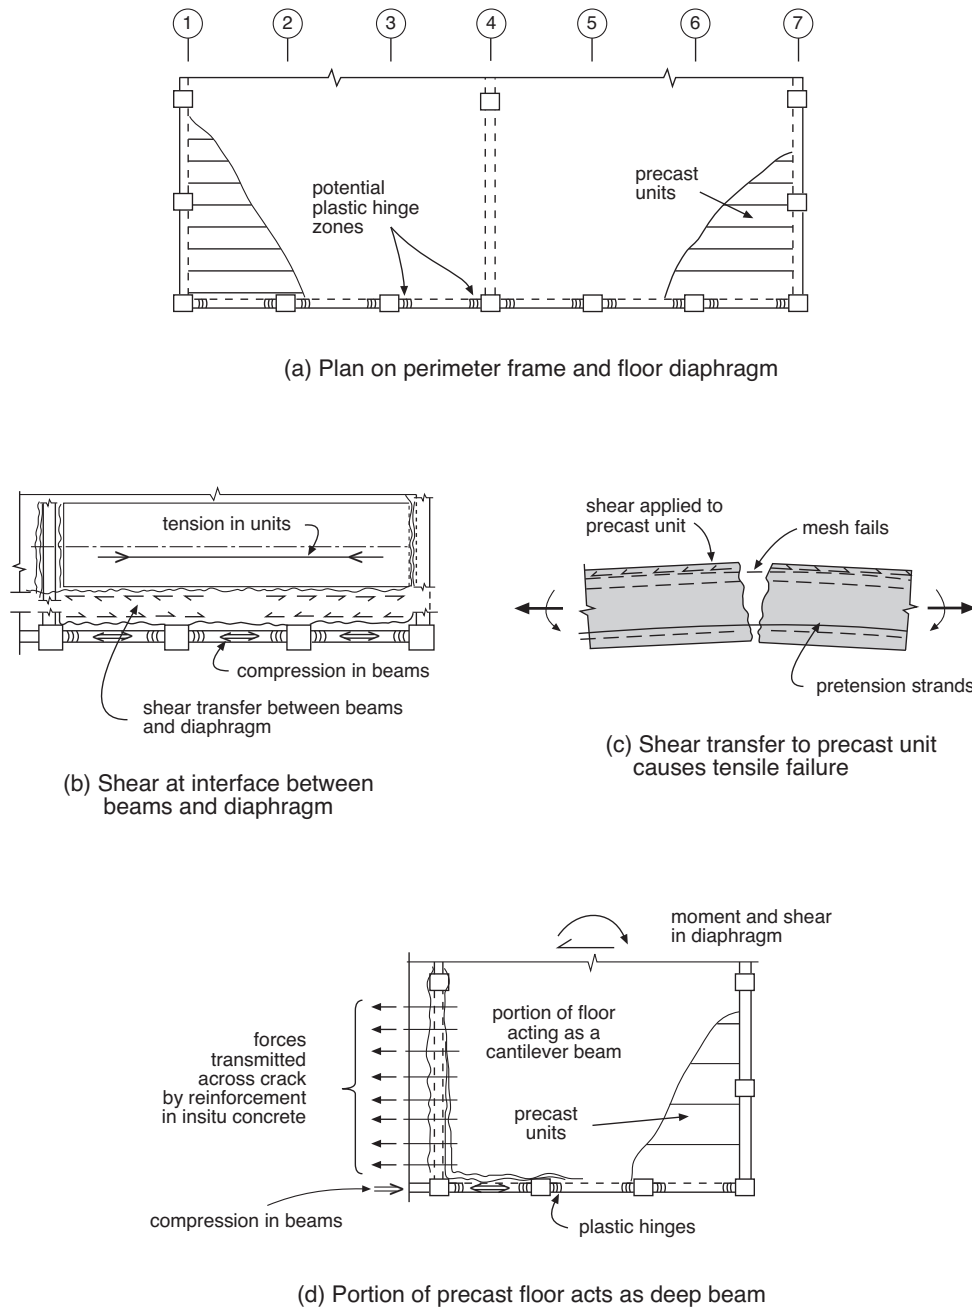 1 2 3 4 5 6 7
potential
plastic hinge
zones
precast
units
(a) Plan on perimeter frame and floor diaphragm
tension in units
compression in beams
shear transfer between beams
and diaphragm
(b) Shear at interface between
beams and diaphragm
shear applied to
precast unit
mesh fails
pretension strands
(c) Shear transfer to precast unit
causes tensile failure
moment and shear
in diaphragm
portion of floor
acting as a
cantilever beam
forces
transmitted
across crack
by reinforcement
in insitu concrete
precast
units
compression in beams
plastic hinges
(d) Portion of precast floor acts as deep beam